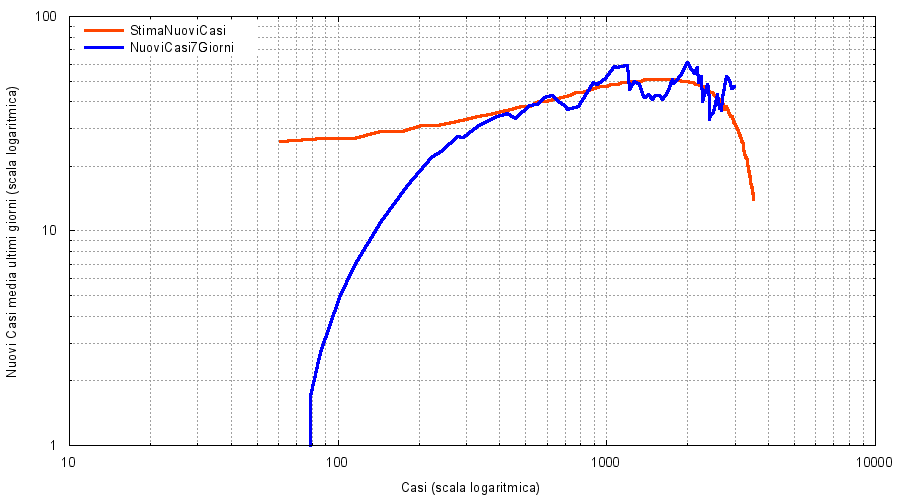 100
StimaNuoviCasi
NuoviCasi7Giorni
Nuovi Casi media ultimi giorni (scala logaritmica)
10
1
10
100
1000
10000
Casi (scala logaritmica)